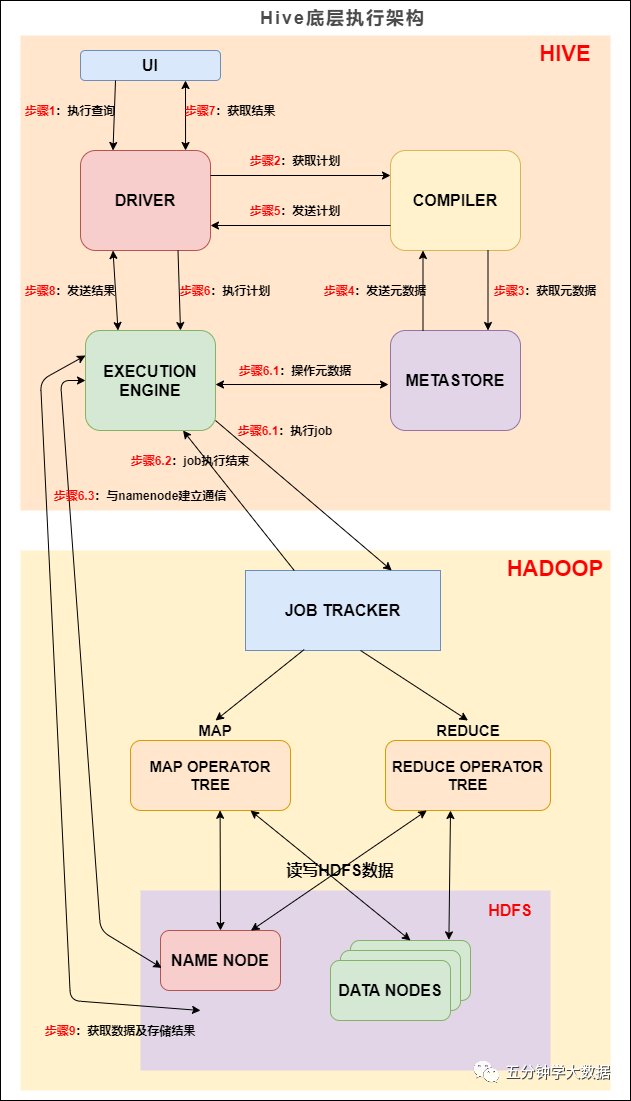 Hive底层执行架构
HIVE
UI
步骤1：执行查询
步骤7：获取结果
DRIVER
步骤2：获取计划
COMPILER
步骤5：发送计划
步骤8：发送结果
步骤6：执行计划
步骤4：发送元数据
步骤3：获取元数据
EXECUTION
ENGINE
步骤6.1：操作元数据
METASTORE
步骤6.1：执行job
步骤6.2：job执行结束
步骤6.3：与namenode建立通信
HADOOP
JOB TRACKER
MAP
REDUCE
MAP OPERATOR
TREE
REDUCE OPERATOR
TREE
读写HDFS数据
HDFS
NAME NODE
DATA NODES
步骤9：获取数据及存储结果
五分钟学大数据